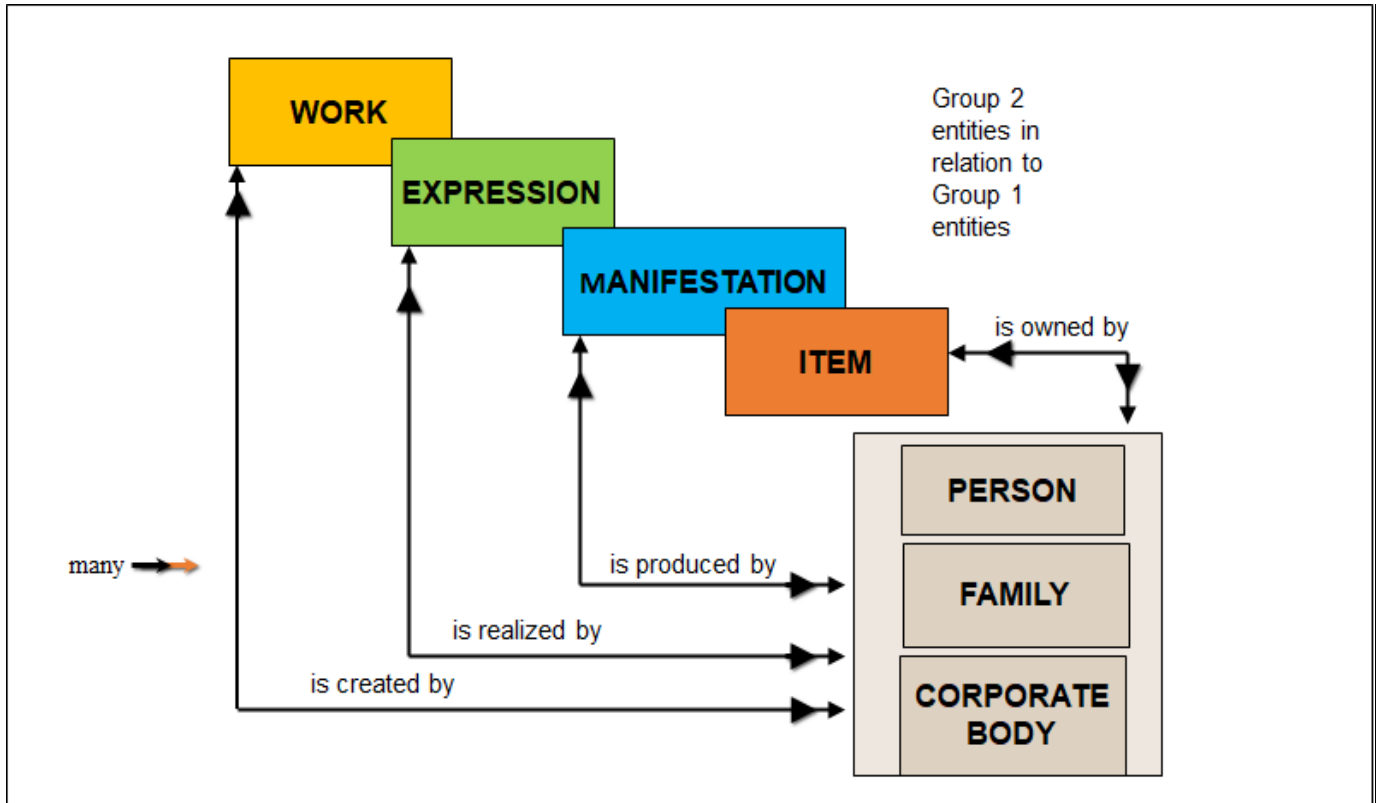 WORK
Group 2
entities in
relation to
Group 1
entities
EXPRESSION
MANIFESTATION
is owned by
ITEM
PERSON
many
is produced by
FAMILY
is realized by
is created by
CORPORATE
BODY